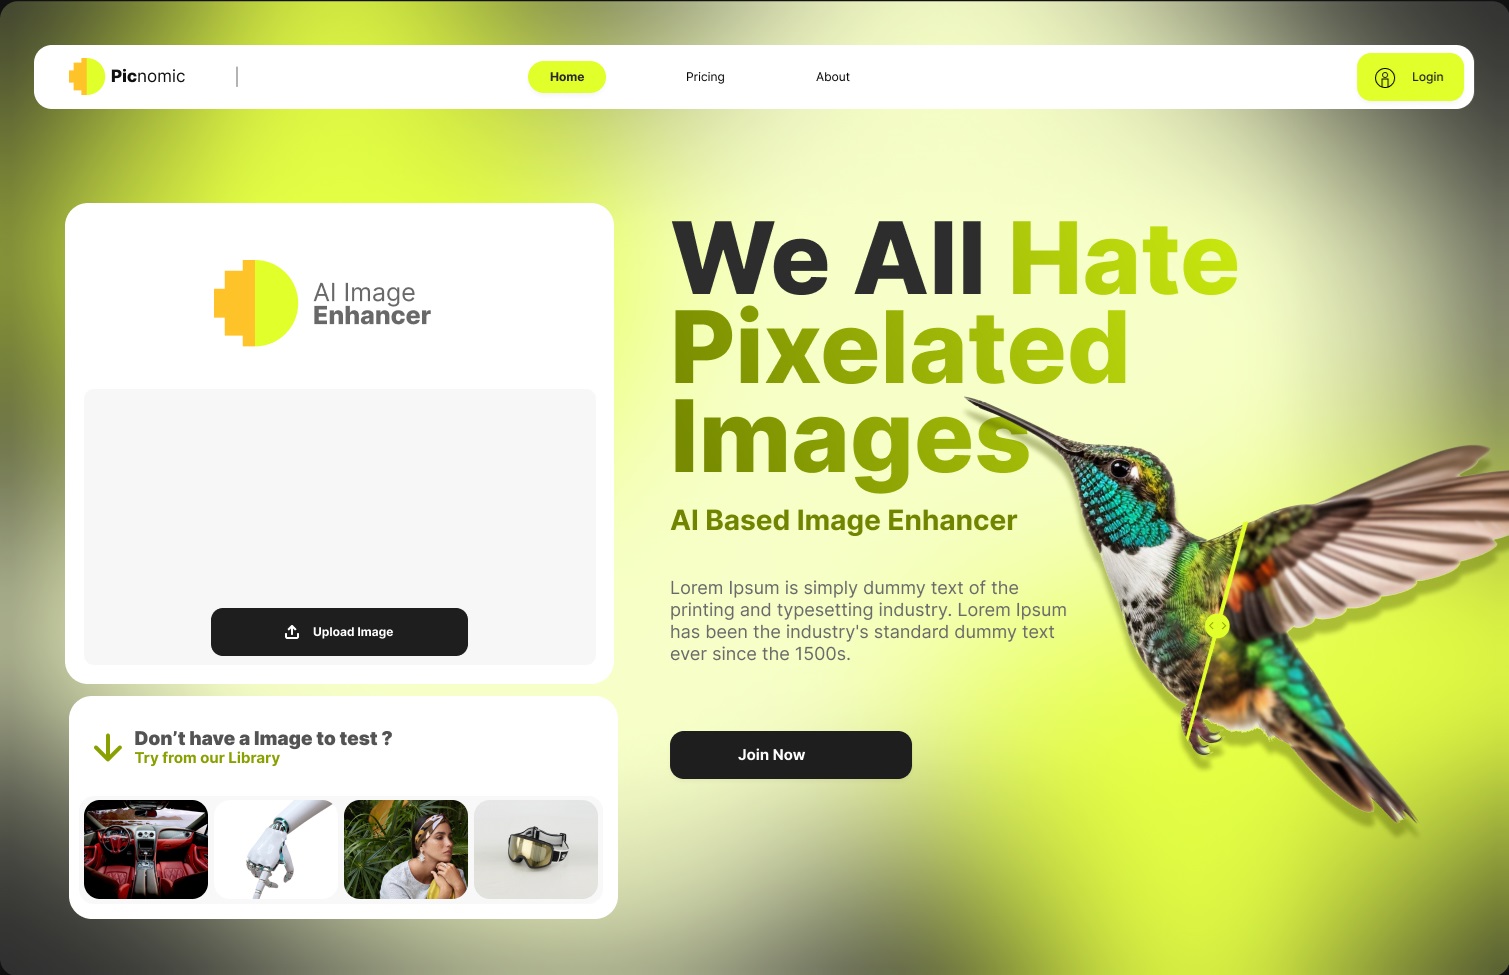 Picnomic
Home
Pricing
About
Login
AI Image
Enhancer
Upload Image
Don't have a Image to test ?
Try from our Library
We All Hate
Pixelated
Images
AI Based Image Enhancer
Lorem Ipsum is simply dummy text of the
printing and typesetting industry. Lorem Ipsum
has been the industry's standard dummy text
ever since the 1500s.
Join Now